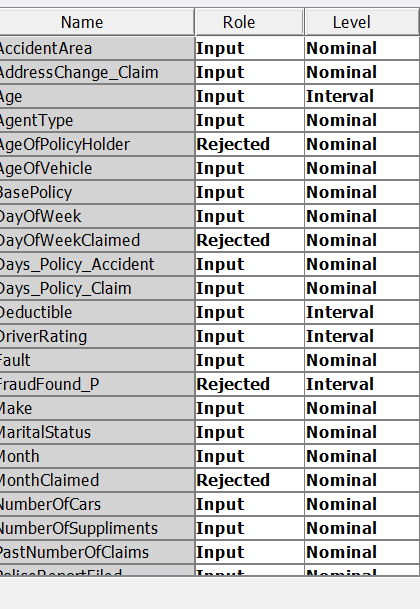 Name Role Level
AccidentArea Input Nominal
AddressChange_Claim Input Nominal
Age Input Interval
AgentType Input Nominal
AgeOfPolicyHolder Rejected Nominal
AgeOfVehicle Input Nominal
BasePolicy Input Nominal
DayOfWeek Input Nominal
DayOfWeekClaimed Rejected Nominal
Days_Policy_Accident Input Nominal
Days_Policy_Claim Input Nominal
Deductible Input Interval
DriverRating Input Interval
Fault Input Nominal
FraudFound_P Rejected Interval
Make Input Nominal
MaritalStatus Input Nominal
Month Input Nominal
MonthClaimed Rejected Nominal
NumberOfCars Input Nominal
NumberOfSuppliments Input Nominal
PastNumberOfClaims Input Nominal
PoliceReportFiled Input Nominal